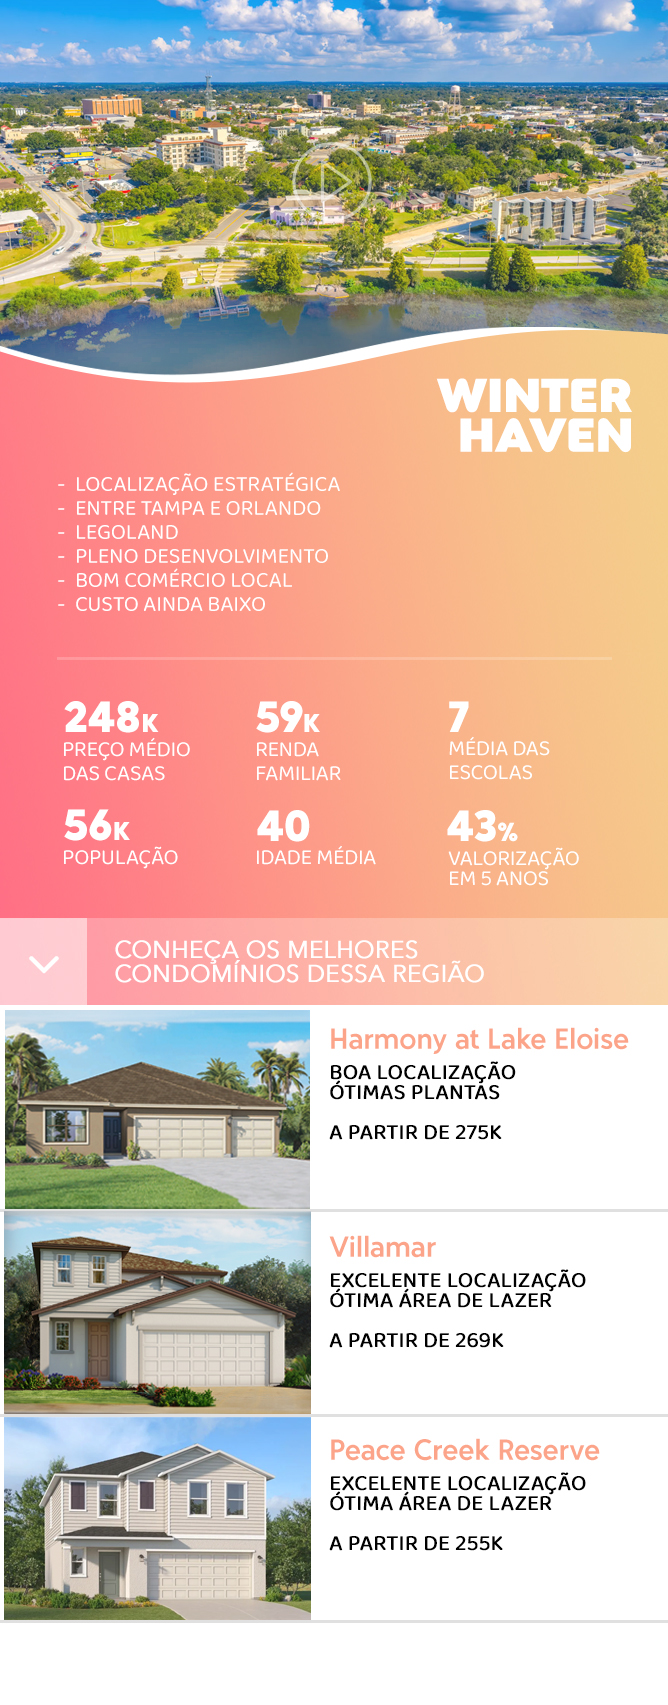 WINTER
HAVEN
- LOCALIZAÇÃO ESTRATÉGICA
- ENTRE TAMPA E ORLANDO
- LEGOLAND
- PLENO DESENVOLVIMENTO
- BOM COMÉRCIO LOCAL
- CUSTO AINDA BAIXO
248K
PREÇO MÉDIO
DAS CASAS
59K
RENDA
FAMILIAR
7
MÉDIA DAS
ESCOLAS
56K
POPULAÇÃO
40
IDADE MÉDIA
43%
VALORIZAÇÃO
EM 5 ANOS
CONHEÇA OS MELHORES
CONDOMÍNIOS DESSA REGIÃO
Harmony at Lake Eloise
BOA LOCALIZAÇÃO
ÓTIMAS PLANTAS
A PARTIR DE 275K
Villamar
EXCELENTE LOCALIZAÇÃO
ÓTIMA ÁREA DE LAZER
A PARTIR DE 269K
Peace Creek Reserve
EXCELENTE LOCALIZAÇÃO
ÓTIMA ÁREA DE LAZER
A PARTIR DE 255K